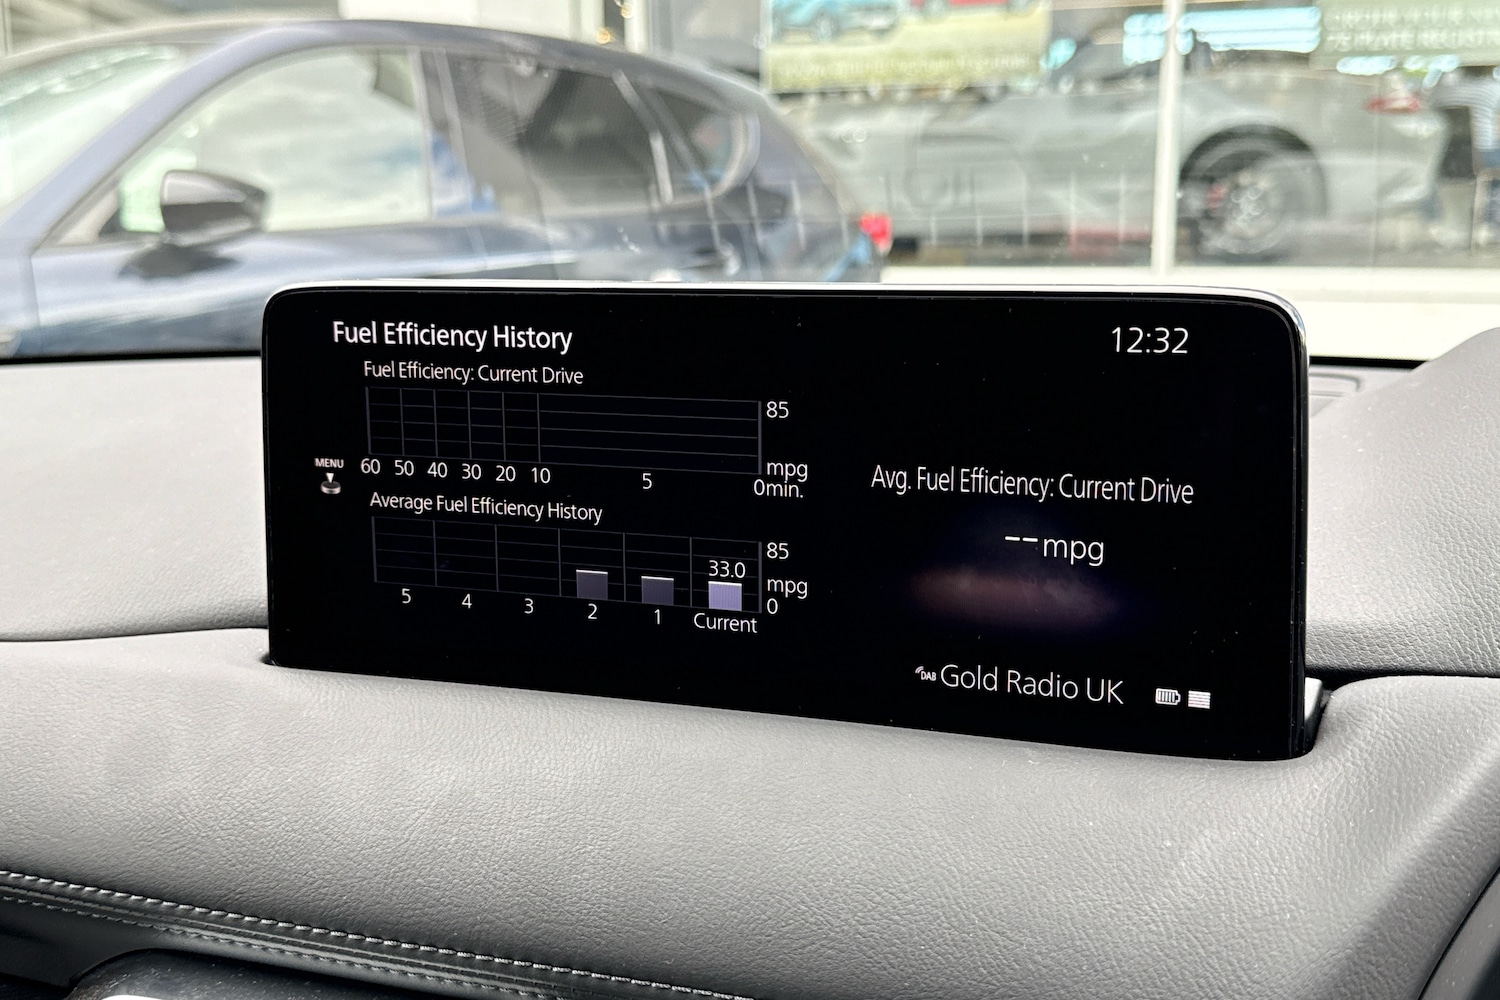 Fuel Efficiency History
12:32
Fuel Efficiency: Current Drive
85
MENU
60 50 40 30 20 10 5 0min.
mpg
Average Fuel Efficiency History
85
33.0
mpg
0
5 4 3 2 1 Current
Avg. Fuel Efficiency: Current Drive
--mpg
DAB Gold Radio UK